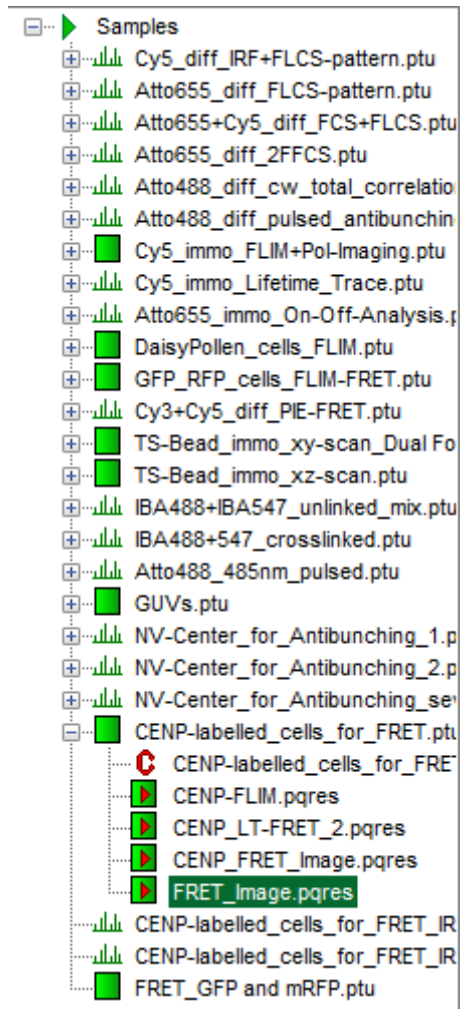 Samples
Cy5_diff_IRF+FLCS-pattern.ptu
Atto655_diff_FLCS-pattern.ptu
Atto655+Cy5_diff_FCS+FLCS.ptu
Atto655_diff_2FFCS.ptu
Atto488_diff_cw_total_correlatio
Atto488_diff_pulsed_antibunchin
Cy5_immo_FLIM+Pol-Imaging.ptu
Cy5_immo_Lifetime_Trace.ptu
Atto655_immo_On-Off-Analysis.p
DaisyPollen_cells_FLIM.ptu
GFP_RFP_cells_FLIM-FRET.ptu
Cy3+Cy5_diff_PIE-FRET.ptu
TS-Bead_immo_xy-scan_Dual Fo
TS-Bead_immo_xz-scan.ptu
IBA488+IBA547_unlinked_mix.ptu
IBA488+547_crosslinked.ptu
Atto488_485nm_pulsed.ptu
GUVs.ptu
NV-Center_for_Antibunching_1.p
NV-Center_for_Antibunching_2.p
NV-Center_for_Antibunching_sev
CENP-labelled_cells_for_FRET.ptu
C CENP-labelled_cells_for_FRET
CENP-FLIM.pqres
CENP_LT-FRET_2.pqres
CENP_FRET_Image.pqres
FRET_Image.pqres
CENP-labelled_cells_for_FRET_IR
CENP-labelled_cells_for_FRET_IR
FRET_GFP and mRFP.ptu